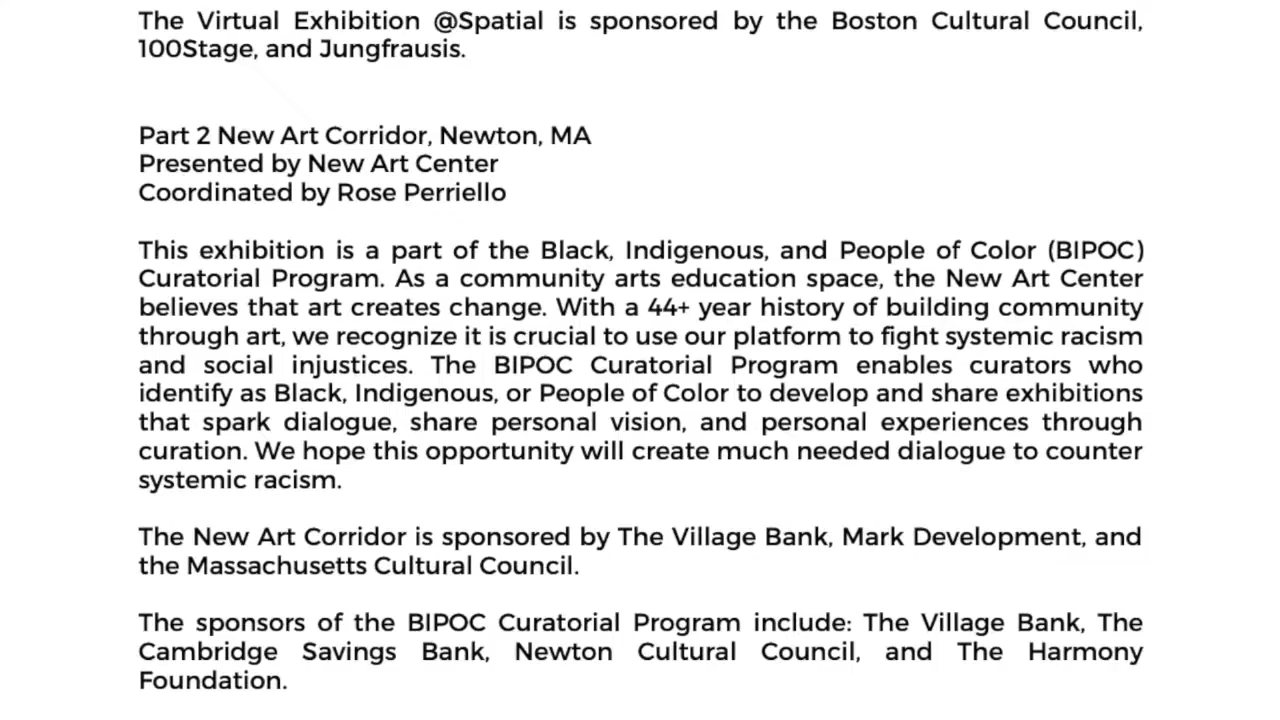 The Virtual Exhibition @Spatial is sponsored by the Boston Cultural Council,
100Stage, and Jungfrausis.
Part 2 New Art Corridor, Newton, MA
Presented by New Art Center
Coordinated by Rose Perriello
This exhibition is a part of the Black, Indigenous, and People of Color (BIPOC)
Curatorial Program. As a community arts education space, the New Art Center
believes that art creates change. With a 44+ year history of building community
through art, we recognize it is crucial to use our platform to fight systemic racism
and social injustices. The BIPOC Curatorial Program enables curators who
identify as Black, Indigenous, or People of Color to develop and share exhibitions
that spark dialogue, share personal vision, and personal experiences through
curation. We hope this opportunity will create much needed dialogue to counter
systemic racism.
The New Art Corridor is sponsored by The Village Bank, Mark Development, and
the Massachusetts Cultural Council.
The sponsors of the BIPOC Curatorial Program include: The Village Bank, The
Cambridge Savings Bank, Newton Cultural Council, and The Harmony
Foundation.